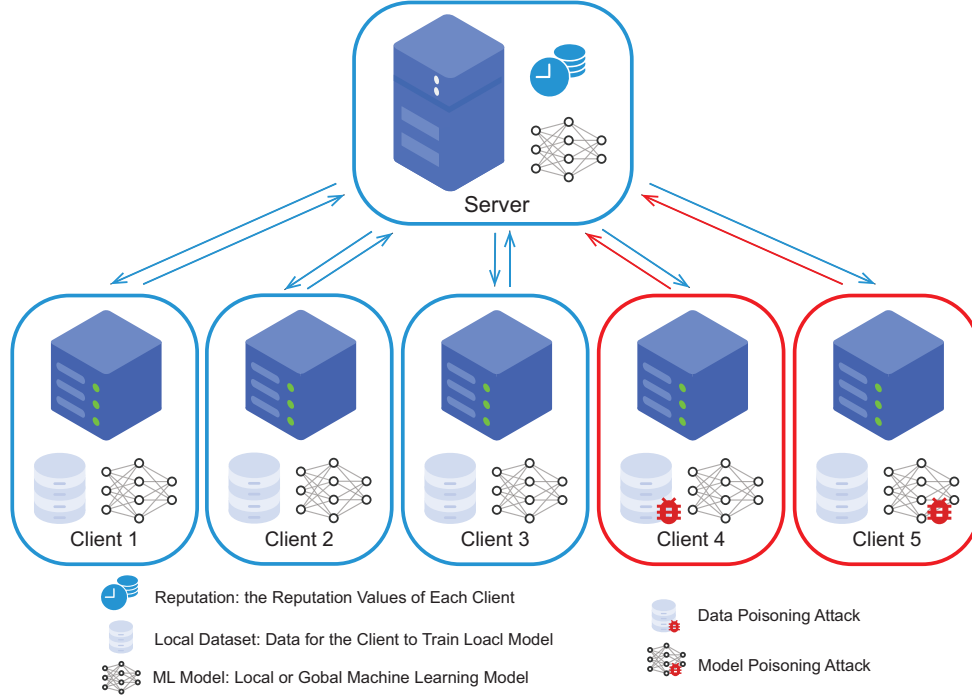 Server
Client 1
Client 2
Client 3
Client 4
Client 5
Reputation: the Reputation Values of Each Client
Local Dataset: Data for the Client to Train Loacl Model
ML Model: Local or Gobal Machine Learning Model
Data Poisoning Attack
Model Poisoning Attack